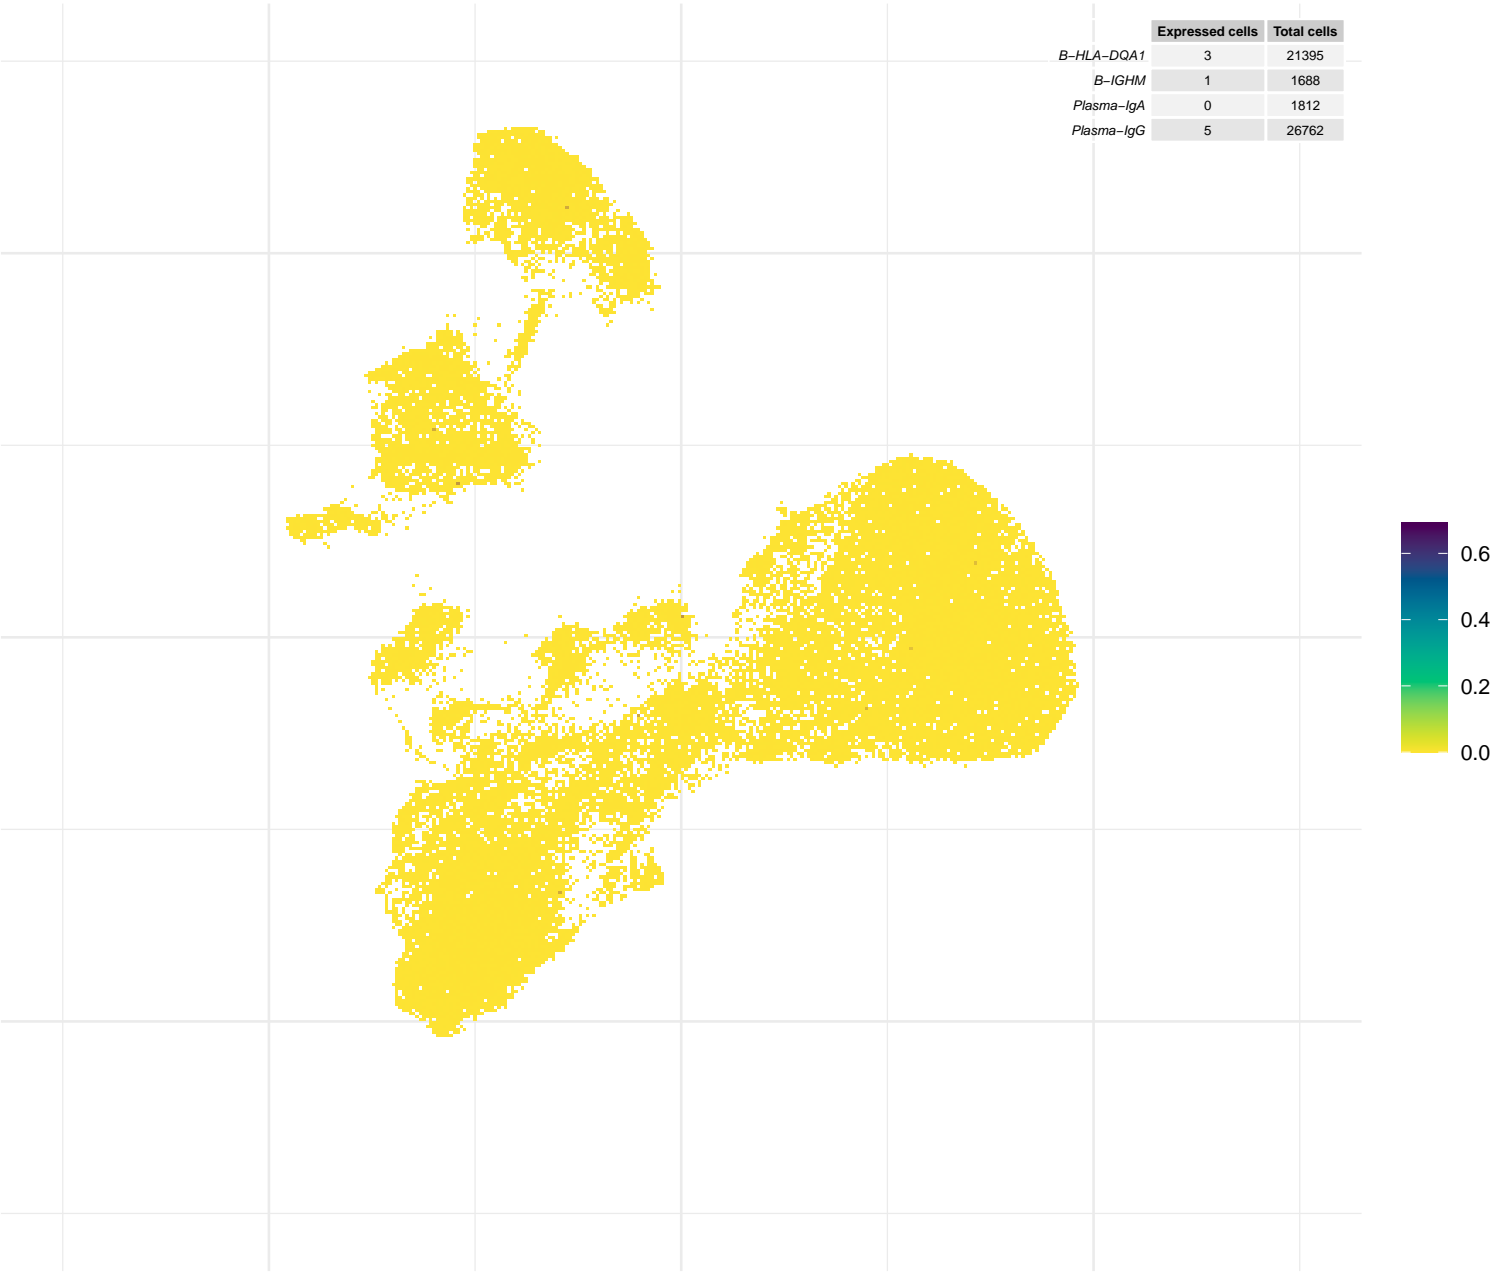 Expressed cells Total cells
B−HLA−DQA1 3 21395
B−IGHM 1 1688
Plasma−IgA 0 1812
Plasma−IgG 5 26762
0.6
0.4
0.2
0.0